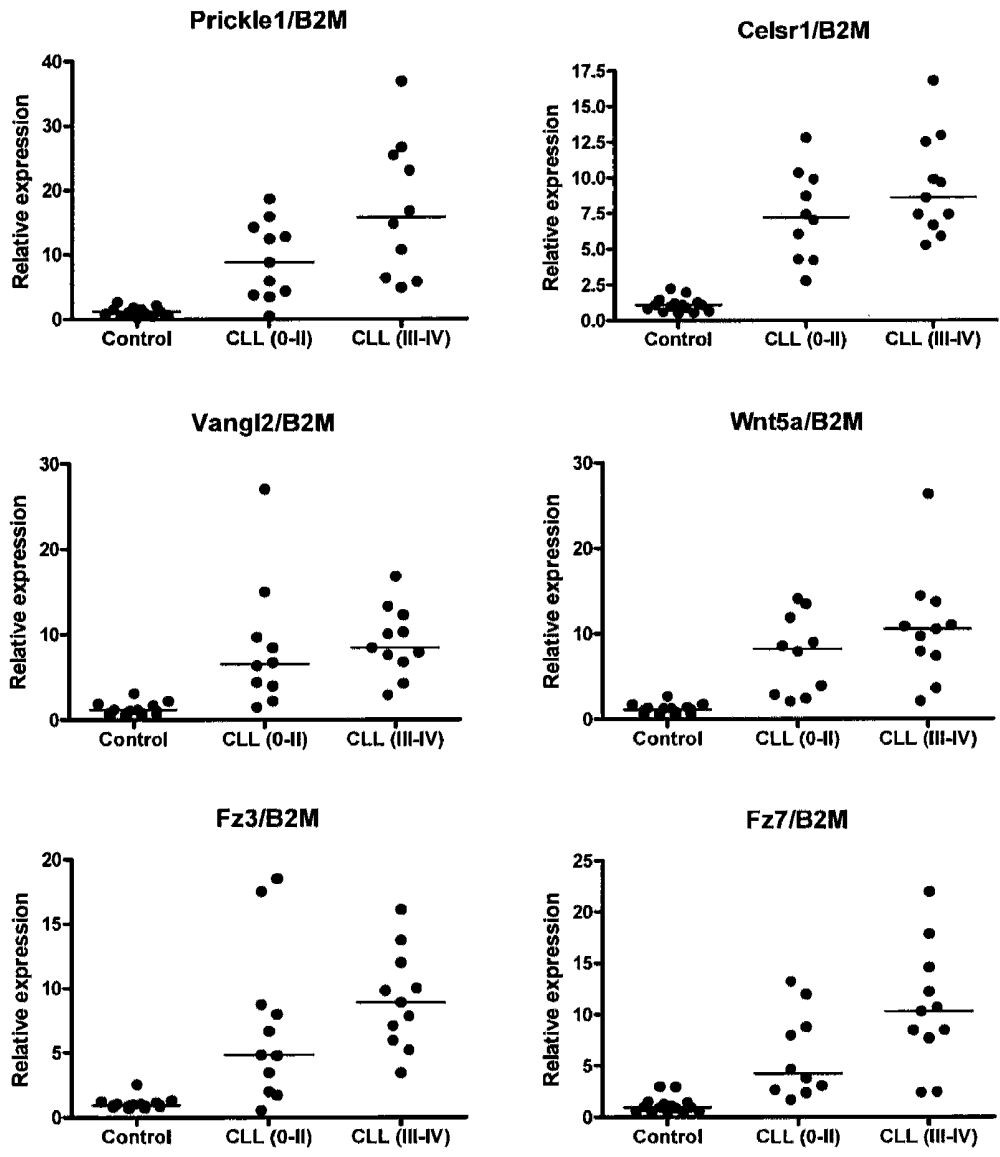 Prickle1/B2M
Relative expression
40
30
20
10
0
Control CLL (0-II) CLL (III-IV)
Celsr1/B2M
Relative expression
17.5
15.0
12.5
10.0
7.5
5.0
2.5
0.0
Control CLL (0-II) CLL (III-IV)
Vangl2/B2M
Relative expression
30
20
10
0
Control CLL (0-II) CLL (III-IV)
Wnt5a/B2M
Relative expression
30
20
10
0
Control CLL (0-II) CLL (III-IV)
Fz3/B2M
Relative expression
20
15
10
5
0
Control CLL (0-II) CLL (III-IV)
Fz7/B2M
Relative expression
25
20
15
10
5
0
Control CLL (0-II) CLL (III-IV)